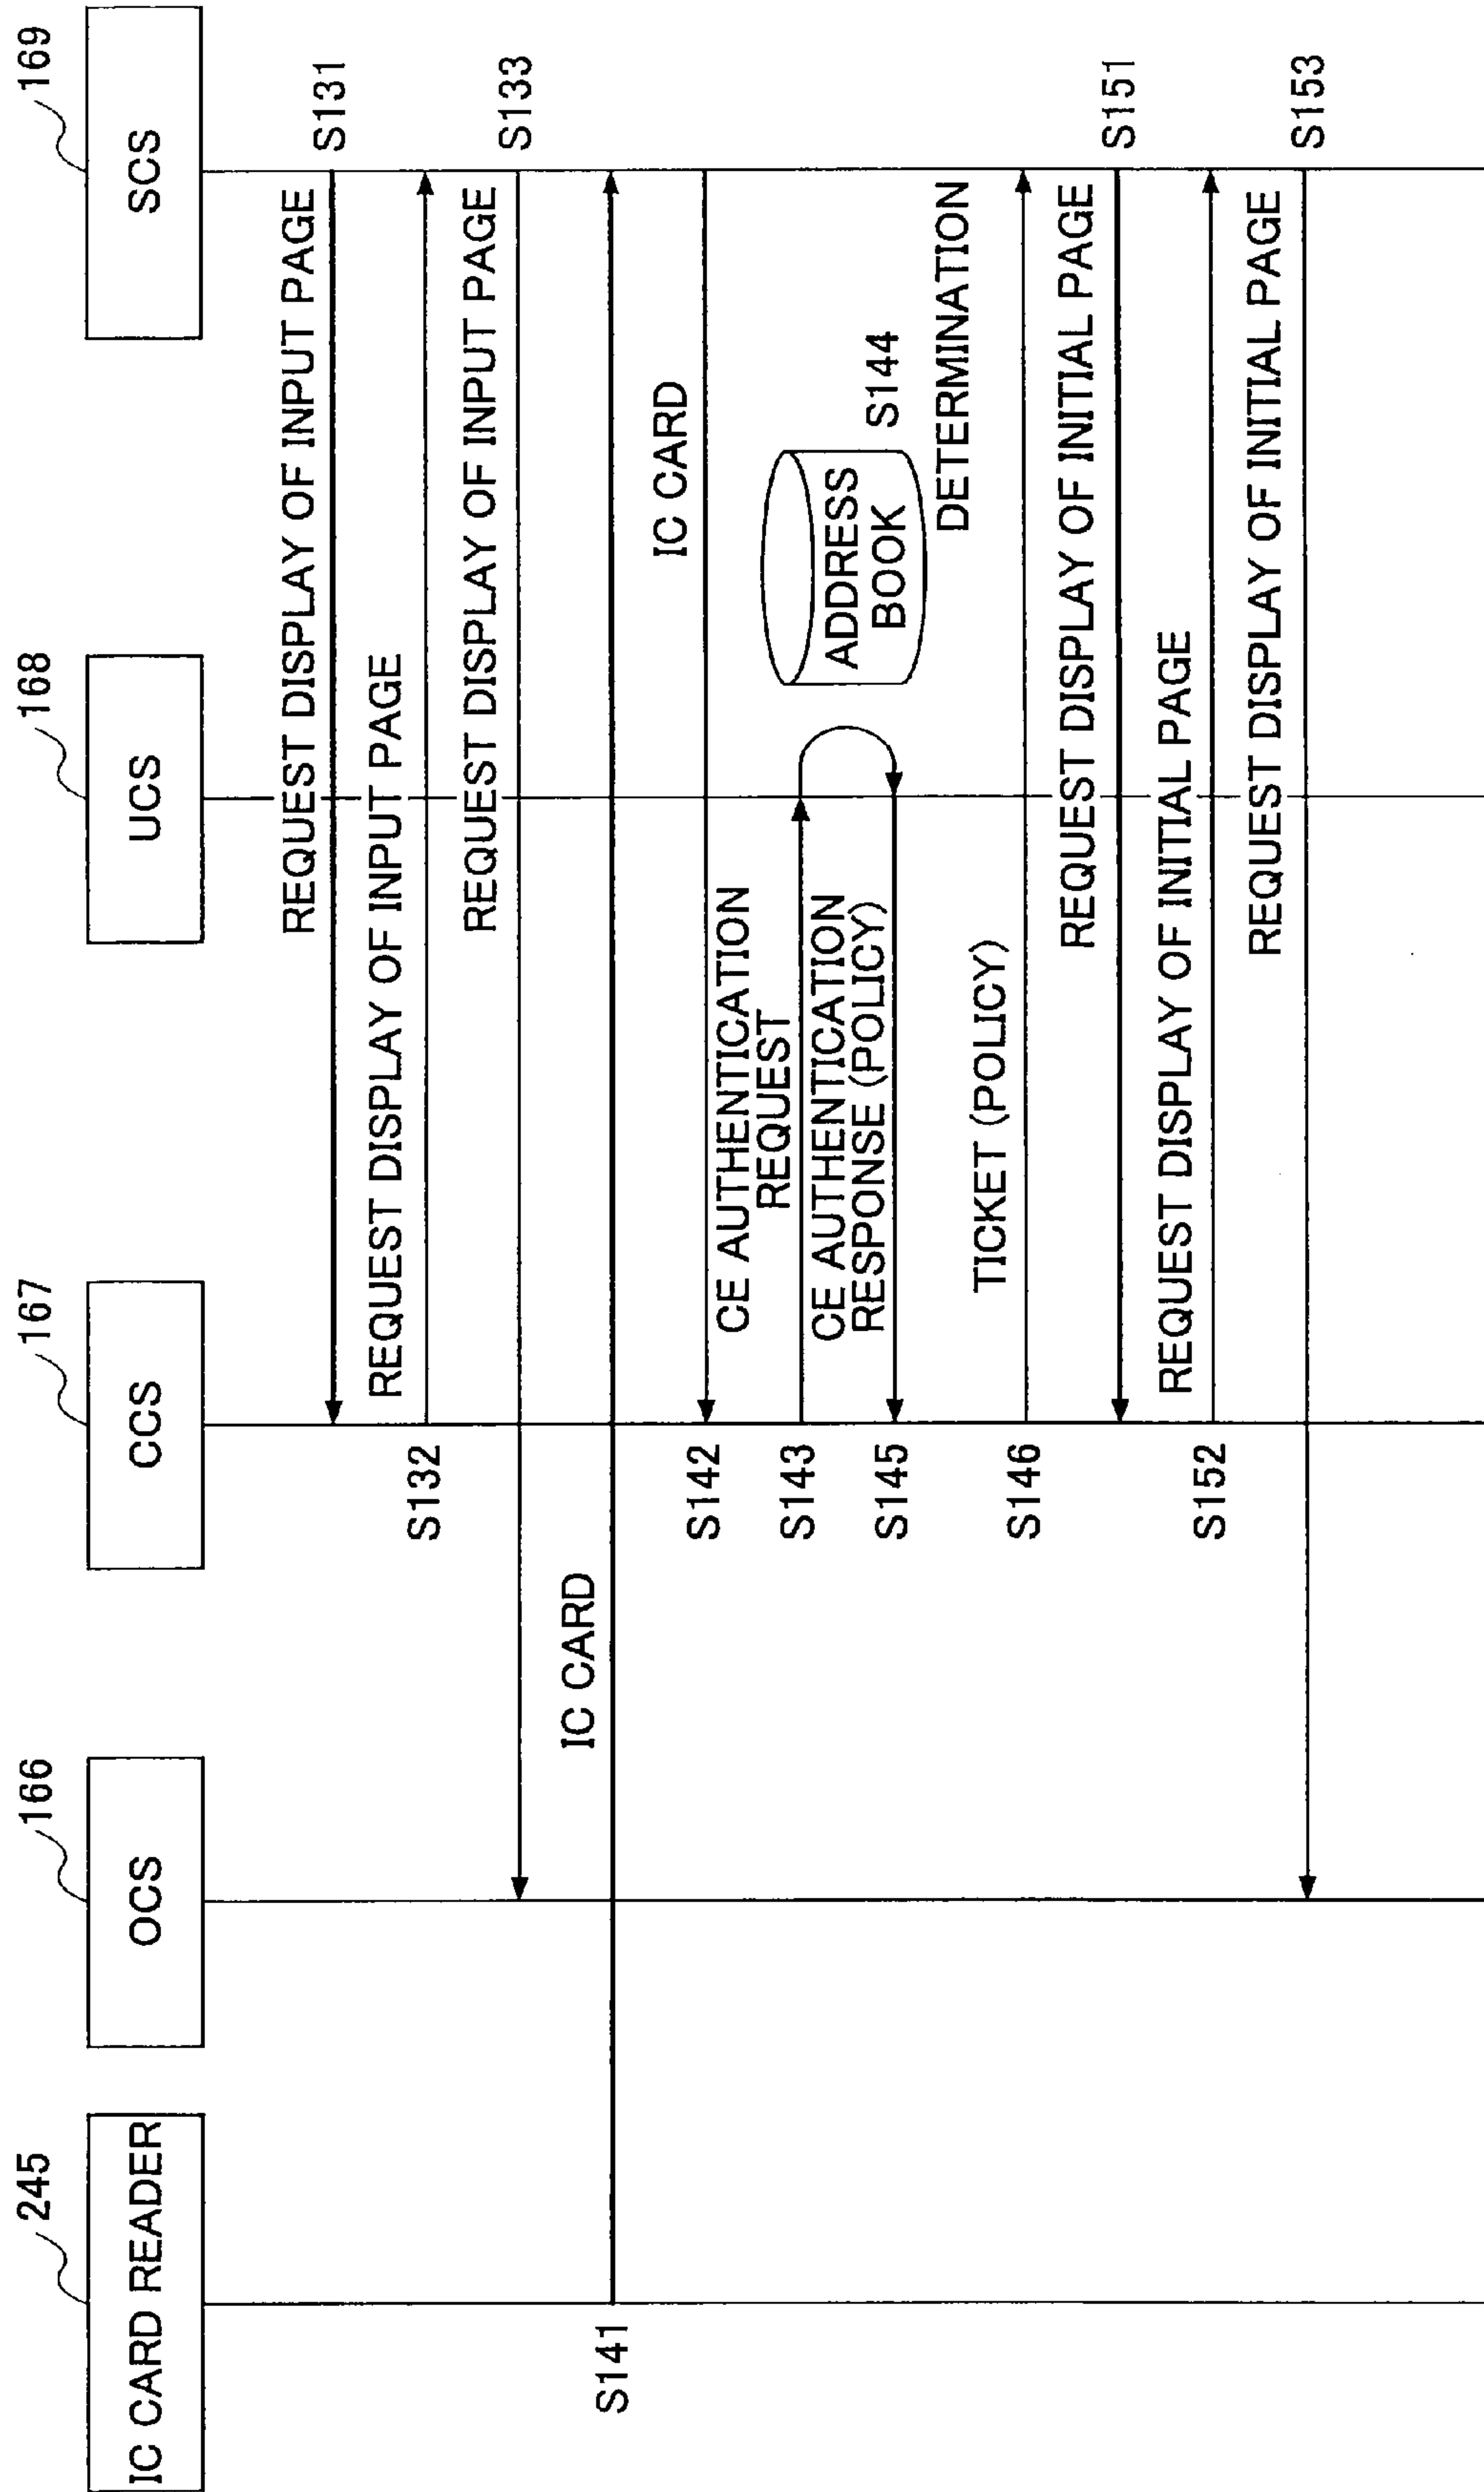 245
166
167
168
169
IC CARD READER
OCS
CCS
UCS
SCS
REQUEST DISPLAY OF INPUT PAGE
S131
REQUEST DISPLAY OF INPUT PAGE
S132
REQUEST DISPLAY OF INPUT PAGE
S133
IC CARD
S141
IC CARD
S142
CE AUTHENTICATION
REQUEST
S143
ADDRESS
BOOK
S144
CE AUTHENTICATION
RESPONSE (POLICY)
S145
DETERMINATION
TICKET (POLICY)
S146
REQUEST DISPLAY OF INITIAL PAGE
S151
REQUEST DISPLAY OF INITIAL PAGE
S152
REQUEST DISPLAY OF INITIAL PAGE
S153